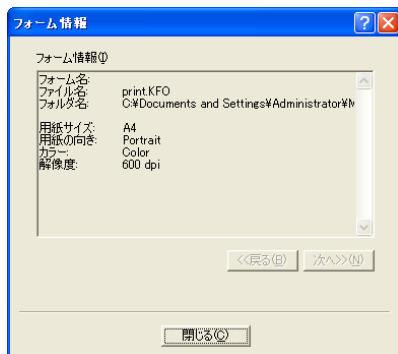 フォーム情報
フォーム情報(I)
フォーム名:
ファイル名: print.KFO
フォルダ名: C:¥Documents and Settings¥Administrator¥M
用紙サイズ: A4
用紙の向き: Portrait
カラー: Color
解像度: 600 dpi
<<戻る(B) 次へ>>(N)
閉じる(C)